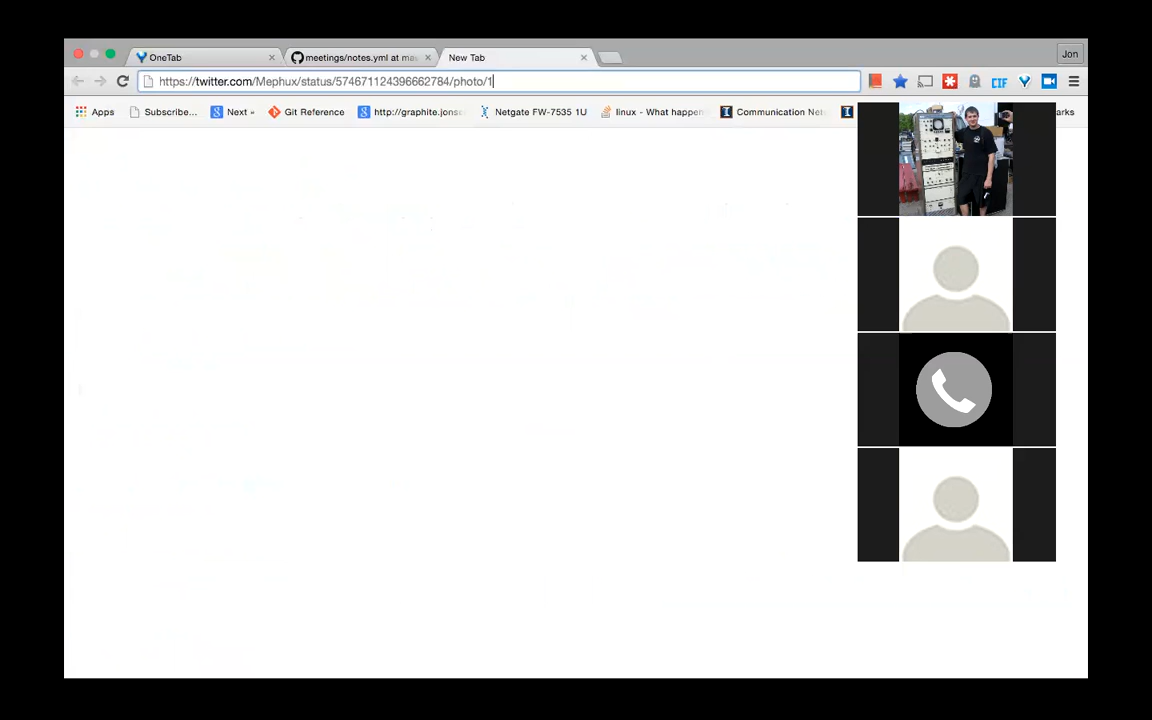 OneTab
meetings/notes.yml at ma
New Tab
Jon
https://twitter.com/Mephux/status/574671124396662784/photo/1
CIF
Apps
Subscribe...
Next »
Git Reference
http://graphite.jons
Netgate FW-7535 1U
linux - What happen
Communication Net
arks